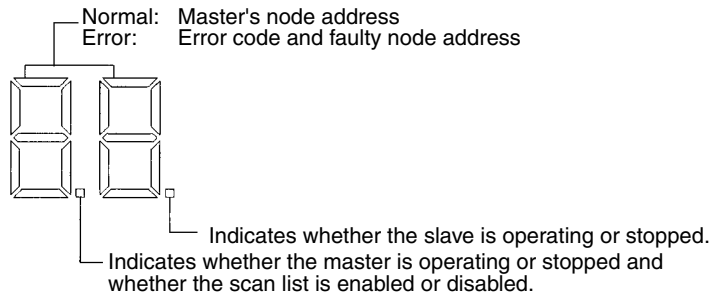 Normal: Master's node address
Error: Error code and faulty node address
Indicates whether the slave is operating or stopped.
Indicates whether the master is operating or stopped and
whether the scan list is enabled or disabled.